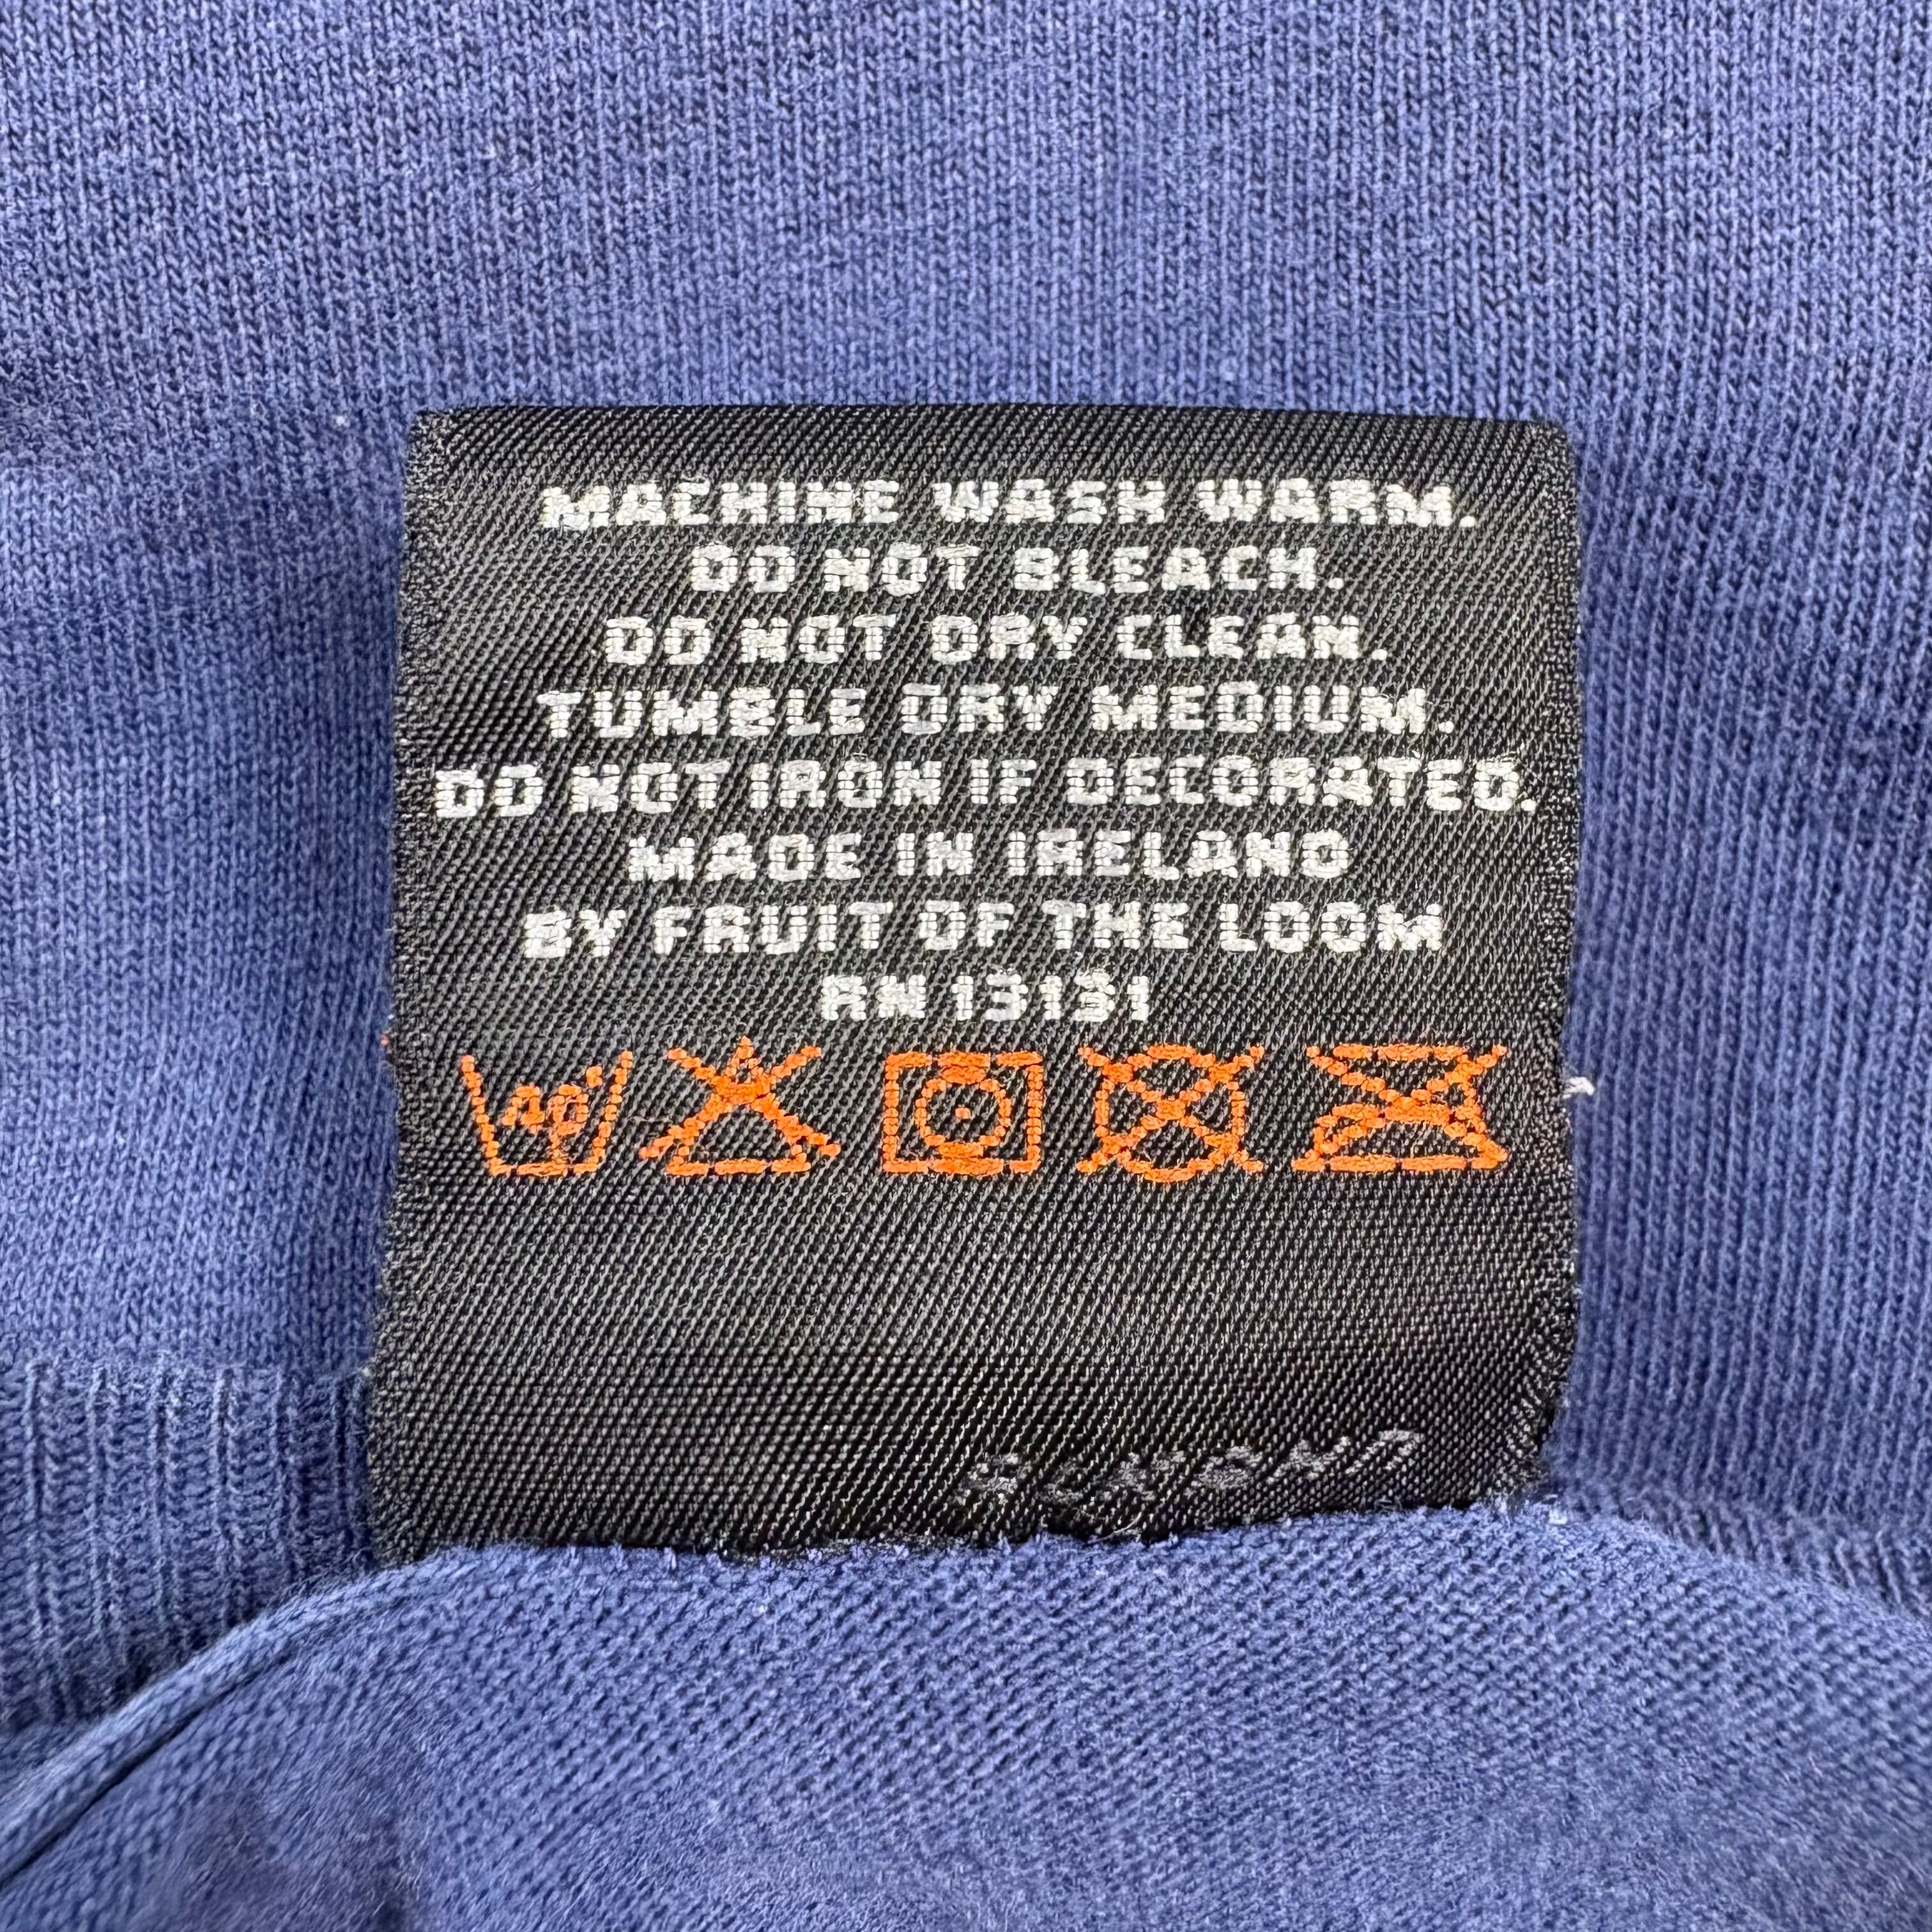 MACHINE WASH WARM.
DO NOT BLEACH.
DO NOT DRY CLEAN.
TUMBLE DRY MEDIUM.
DO NOT IRON IF DECORATED.
MADE IN IRELAND
BY FRUIT OF THE LOOM
RN 13131
40°